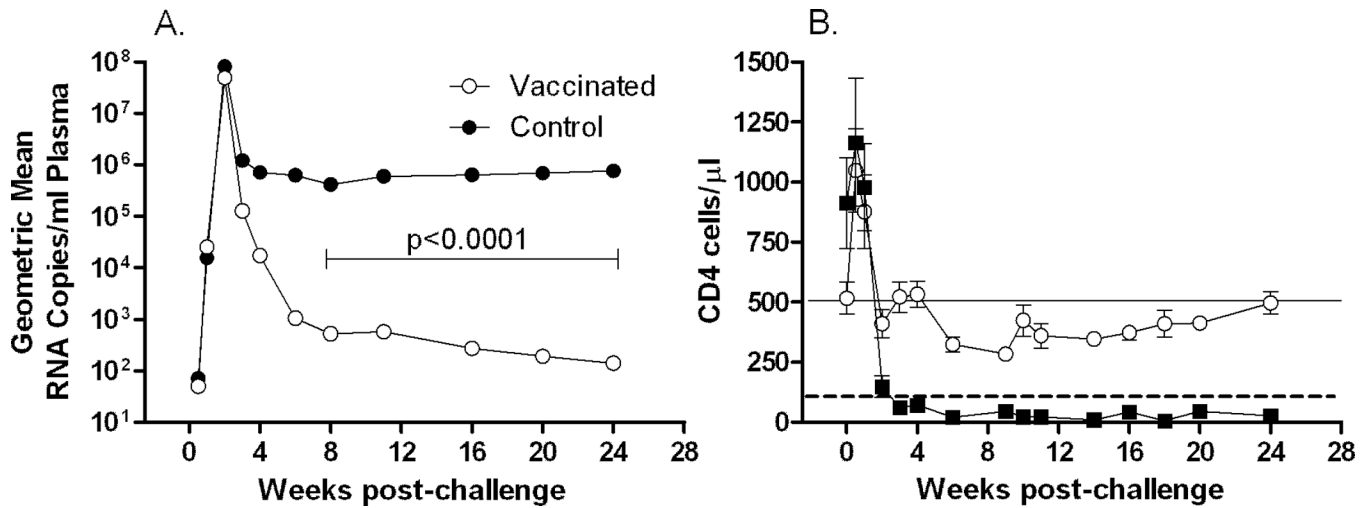 A.
Geometric Mean
RNA Copies/ml Plasma
10⁸
10⁷
10⁶
10⁵
10⁴
10³
10²
10¹
Vaccinated
Control
p<0.0001
0 4 8 12 16 20 24 28
Weeks post-challenge
B.
CD4 cells/μl
1500
1250
1000
750
500
250
0
0 4 8 12 16 20 24 28
Weeks post-challenge